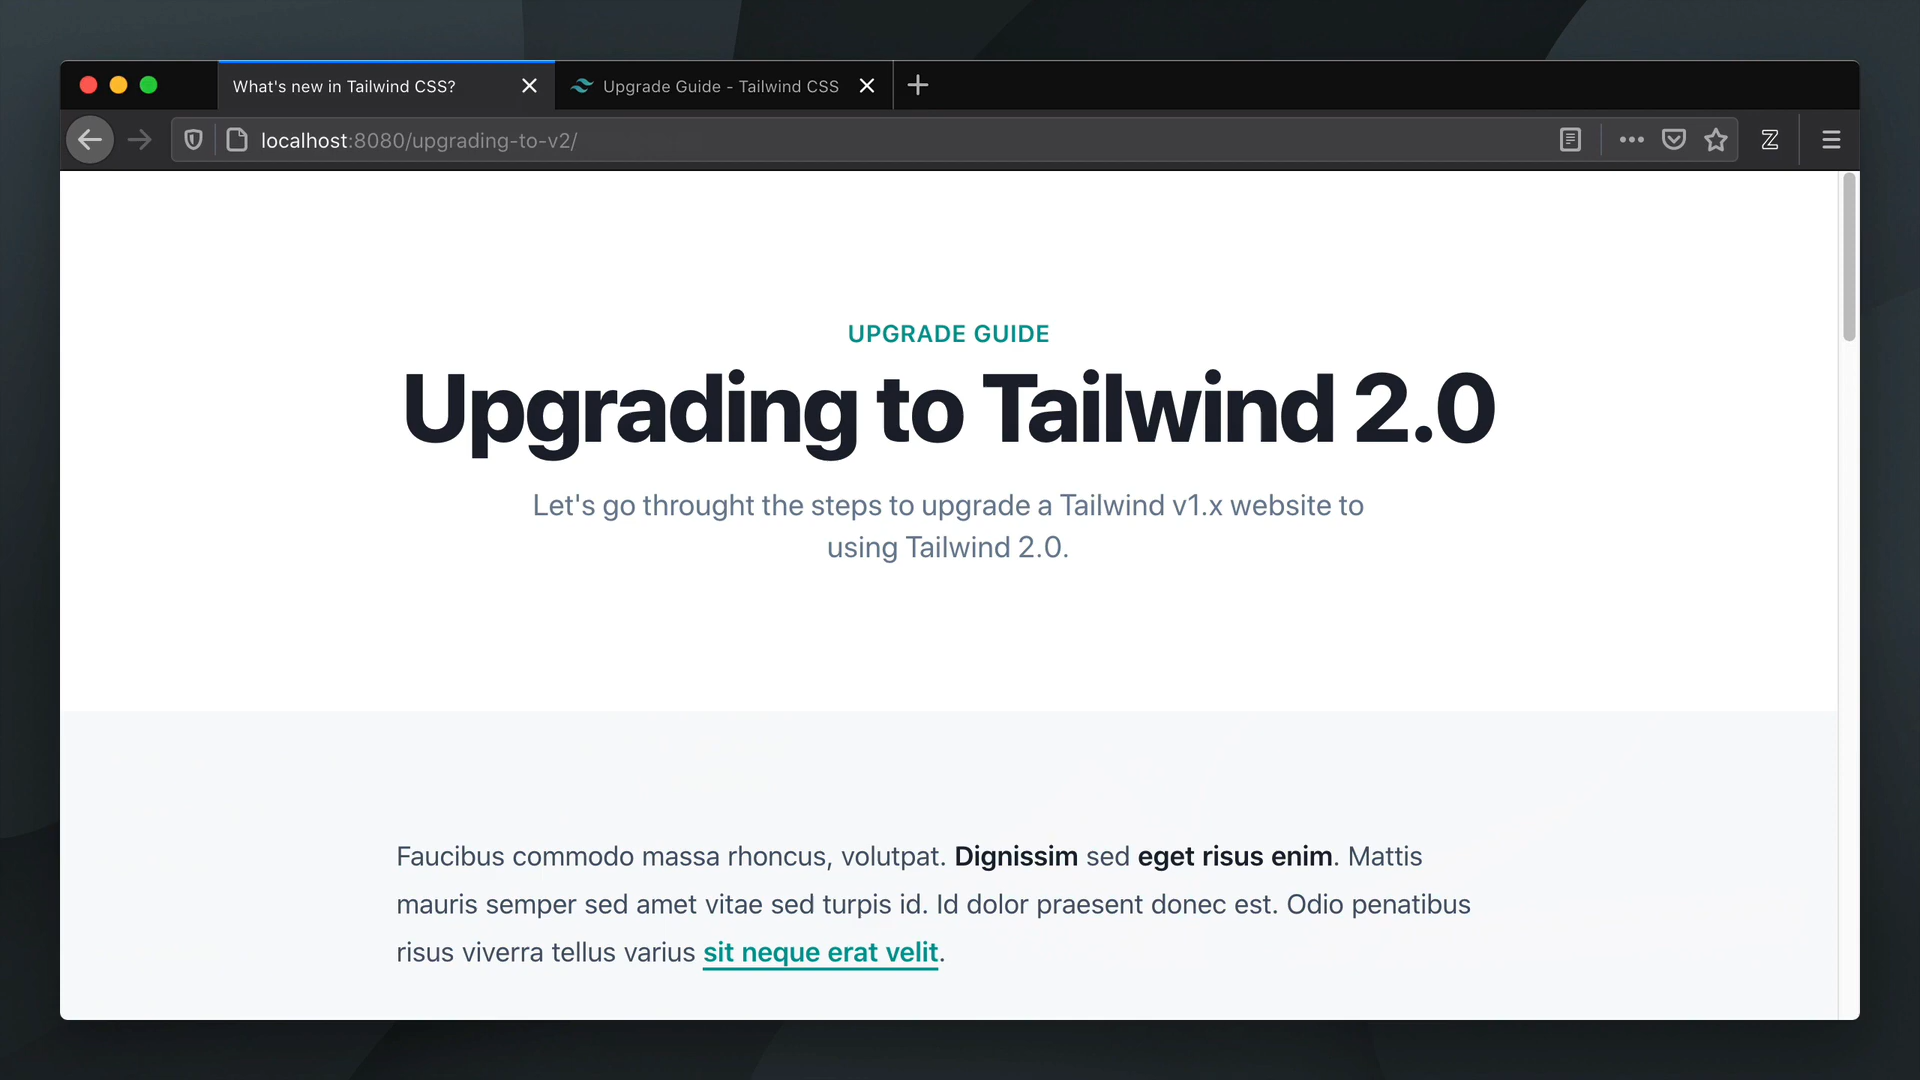 What's new in Tailwind CSS?
Upgrade Guide - Tailwind CSS
localhost:8080/upgrading-to-v2/
UPGRADE GUIDE
Upgrading to Tailwind 2.0
Let's go throught the steps to upgrade a Tailwind v1.x website to
using Tailwind 2.0.
Faucibus commodo massa rhoncus, volutpat. Dignissim sed eget risus enim. Mattis
mauris semper sed amet vitae sed turpis id. Id dolor praesent donec est. Odio penatibus
risus viverra tellus varius sit neque erat velit.